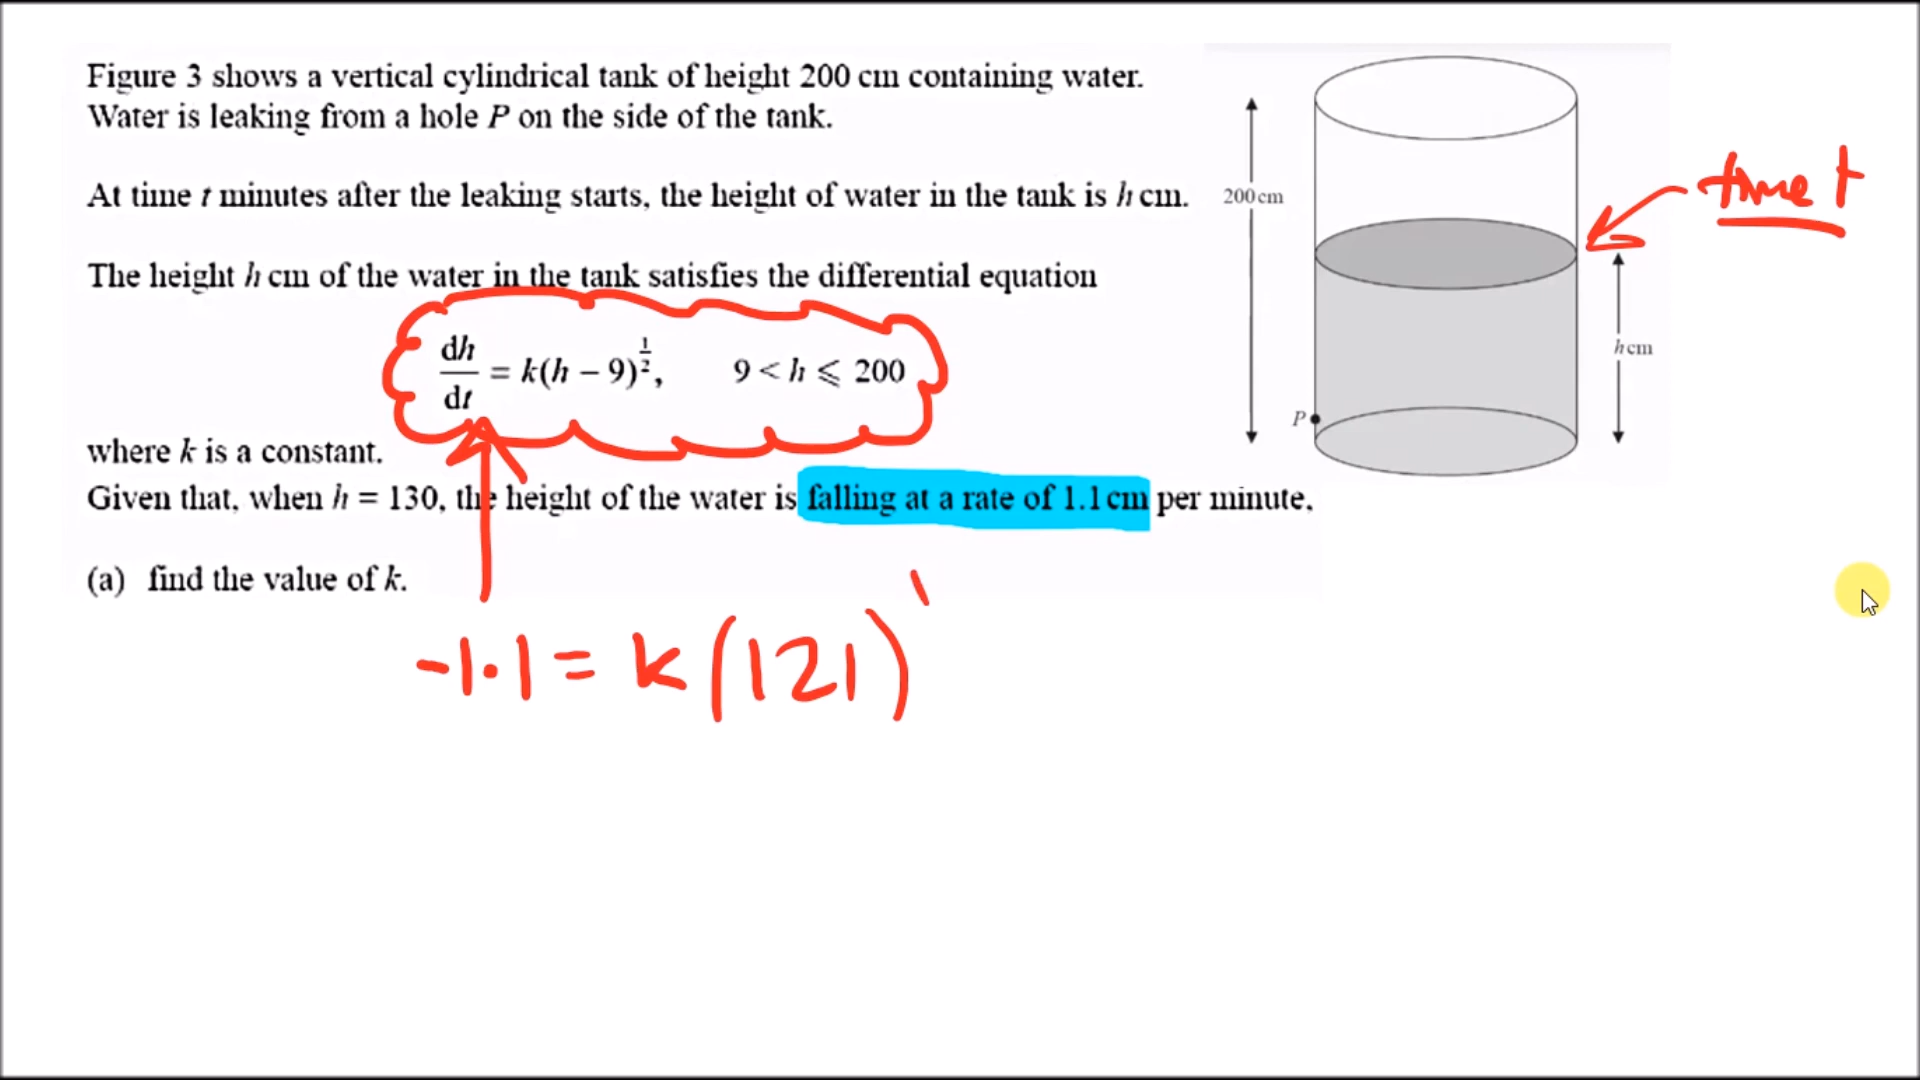 Figure 3 shows a vertical cylindrical tank of height 200 cm containing water.
Water is leaking from a hole P on the side of the tank.
At time t minutes after the leaking starts, the height of water in the tank is h cm.
The height h cm of the water in the tank satisfies the differential equation
dh/dt = k(h − 9)^{1/2}, 9 < h ⩽ 200
where k is a constant.
Given that, when h = 130, the height of the water is falling at a rate of 1.1 cm per minute,
(a) find the value of k.
-1.1 = k(121)^1
200 cm
time t
h cm
P